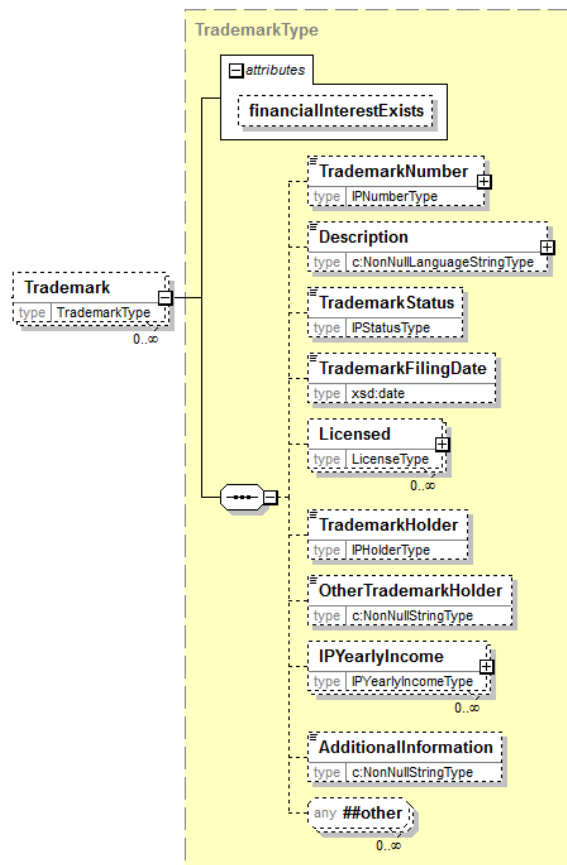 TrademarkType
attributes
financialInterestExists
TrademarkNumber
type IPNumberType
Description
type c:NonNullLanguageStringType
Trademark
type TrademarkType
0..∞
TrademarkStatus
type IPStatusType
TrademarkFilingDate
type xsd:date
Licensed
type LicenseType
0..∞
TrademarkHolder
type IPHolderType
OtherTrademarkHolder
type c:NonNullStringType
IPYearlyIncome
type IPYearlyIncomeType
0..∞
AdditionalInformation
type c:NonNullStringType
any ##other
0..∞